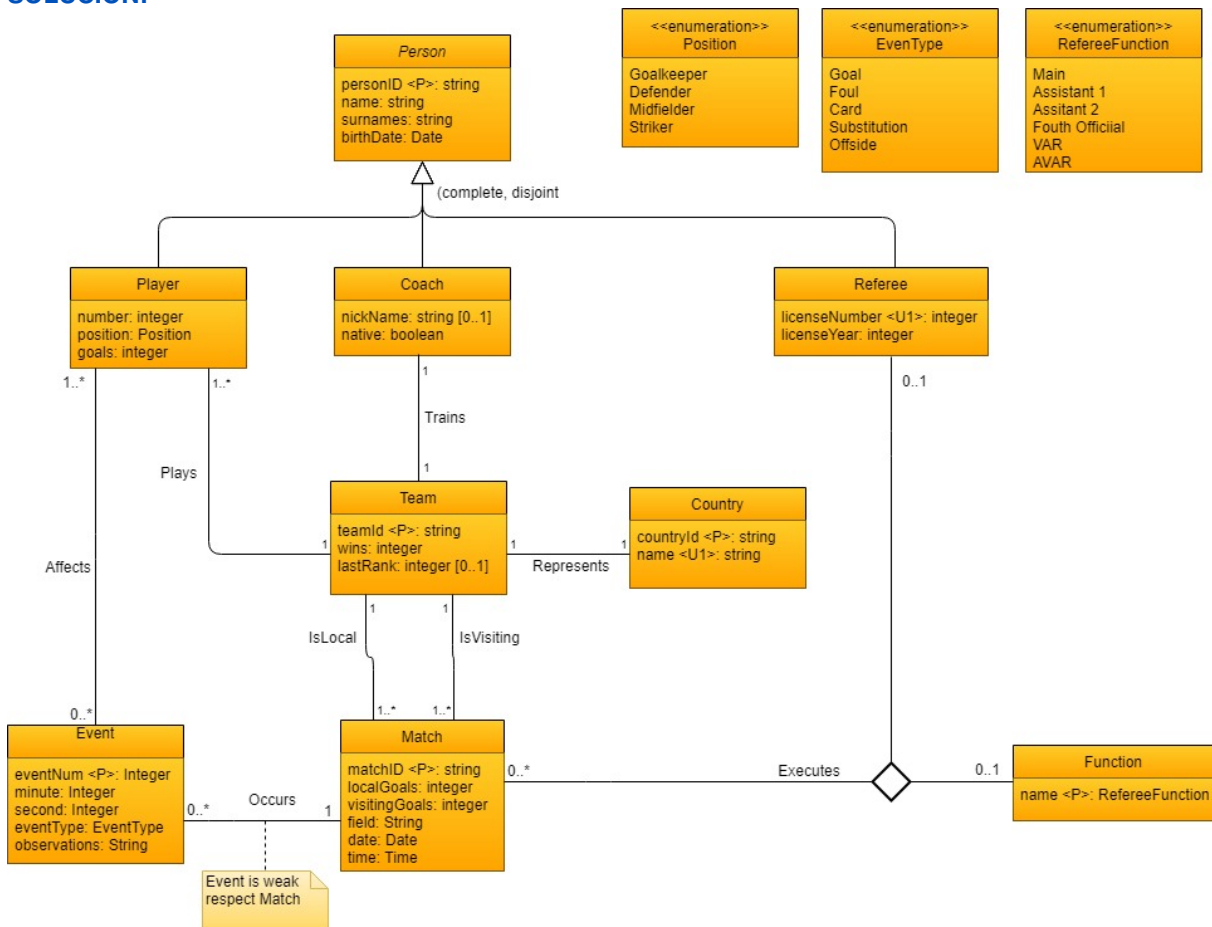 SOLUCIÓN:
Person
personID <P>: string
name: string
surnames: string
birthDate: Date
<<enumeration>>
Position
Goalkeeper
Defender
Midfielder
Striker
<<enumeration>>
EvenType
Goal
Foul
Card
Substitution
Offside
<<enumeration>>
RefereeFunction
Main
Assistant 1
Assitant 2
Fouth Officiial
VAR
AVAR
(complete, disjoint
Player
number: integer
position: Position
goals: integer
Coach
nickName: string [0..1]
native: boolean
Referee
licenseNumber <U1>: integer
licenseYear: integer
1..*
1..*
1
0..1
Trains
Plays
1
Team
teamId <P>: string
wins: integer
lastRank: integer [0..1]
Country
countryId <P>: string
name <U1>: string
1
1
1
Represents
Affects
1
1
IsLocal
IsVisiting
0..*
1..*
1..*
Event
eventNum <P>: Integer
minute: Integer
second: Integer
eventType: EventType
observations: String
Match
matchID <P>: string
localGoals: integer
visitingGoals: integer
field: String
date: Date
time: Time
0..*
Executes
0..1
Function
name <P>: RefereeFunction
Occurs
0..*
1
Event is weak
respect Match